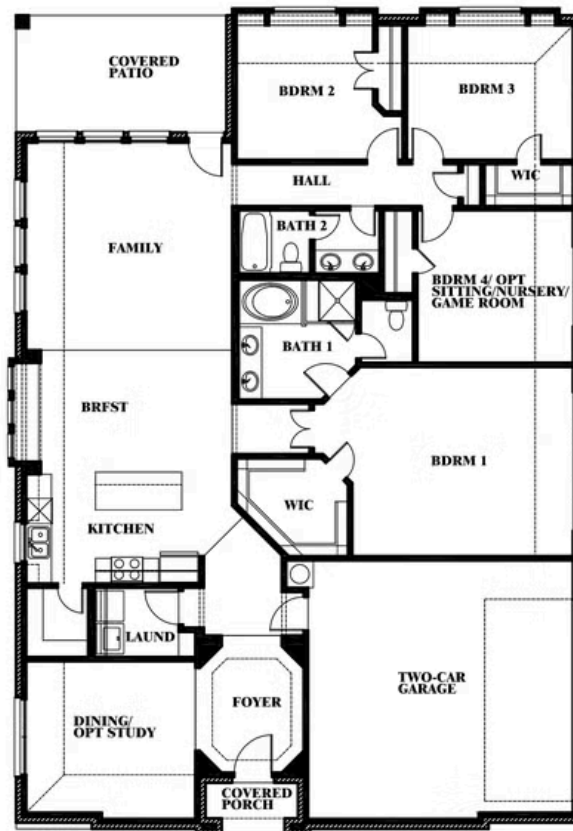 COVERED
PATIO
BDRM 2
BDRM 3
HALL
WIC
BATH 2
FAMILY
BDRM 4/ OPT
SITTING/NURSERY/
GAME ROOM
BATH 1
BRFST
BDRM 1
WIC
KITCHEN
LAUND
TWO-CAR
GARAGE
FOYER
DINING/
OPT STUDY
COVERED
PORCH